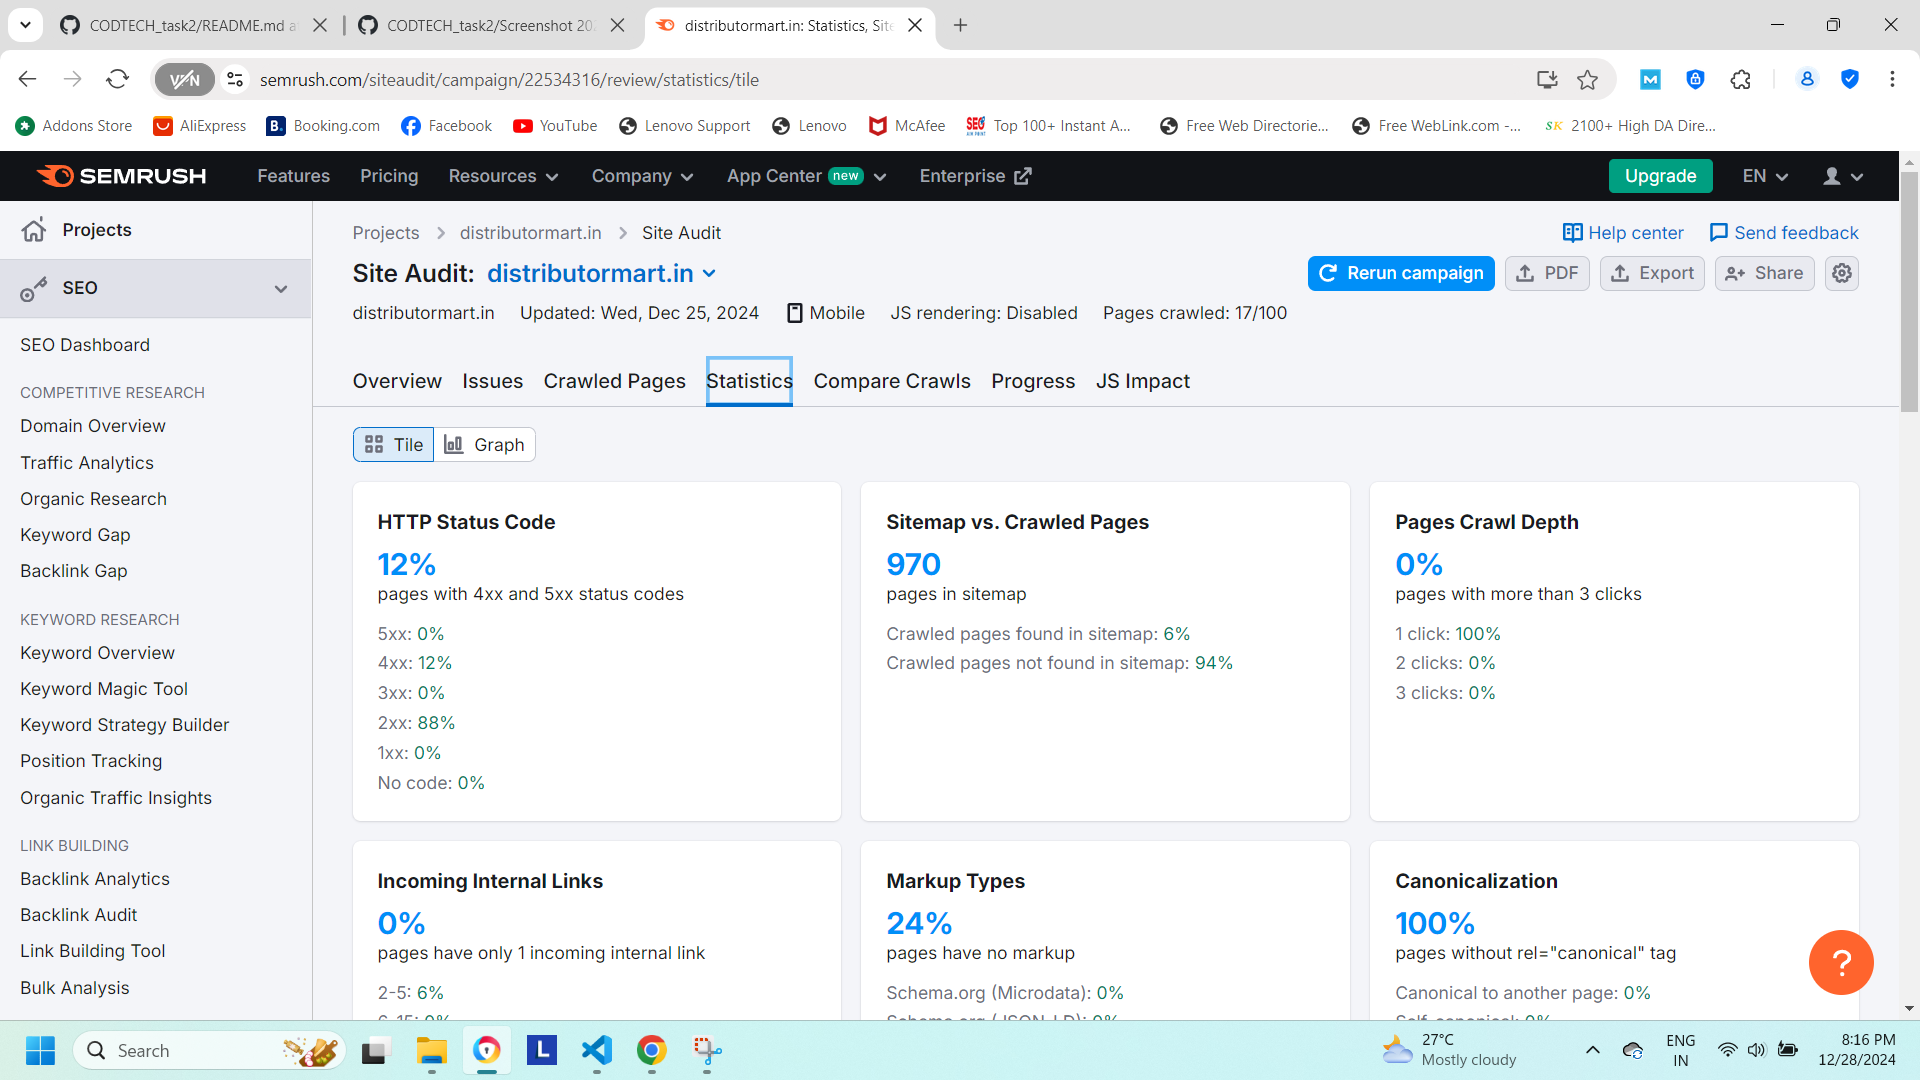 CODTECH_task2/README.md a
CODTECH_task2/Screenshot 202
distributormart.in: Statistics, Site
VPN
semrush.com/siteaudit/campaign/22534316/review/statistics/tile
Addons Store
AliExpress
Booking.com
Facebook
YouTube
Lenovo Support
Lenovo
McAfee
Top 100+ Instant A...
Free Web Directorie...
Free WebLink.com -...
2100+ High DA Dire...
SEMRUSH
Features
Pricing
Resources
Company
App Center new
Enterprise
Upgrade
EN
Projects
SEO
SEO Dashboard
COMPETITIVE RESEARCH
Domain Overview
Traffic Analytics
Organic Research
Keyword Gap
Backlink Gap
KEYWORD RESEARCH
Keyword Overview
Keyword Magic Tool
Keyword Strategy Builder
Position Tracking
Organic Traffic Insights
LINK BUILDING
Backlink Analytics
Backlink Audit
Link Building Tool
Bulk Analysis
Projects > distributormart.in > Site Audit
Help center
Send feedback
Site Audit: distributormart.in
Rerun campaign
PDF
Export
Share
distributormart.in
Updated: Wed, Dec 25, 2024
Mobile
JS rendering: Disabled
Pages crawled: 17/100
Overview
Issues
Crawled Pages
Statistics
Compare Crawls
Progress
JS Impact
Tile
Graph
HTTP Status Code
12%
pages with 4xx and 5xx status codes
5xx: 0%
4xx: 12%
3xx: 0%
2xx: 88%
1xx: 0%
No code: 0%
Sitemap vs. Crawled Pages
970
pages in sitemap
Crawled pages found in sitemap: 6%
Crawled pages not found in sitemap: 94%
Pages Crawl Depth
0%
pages with more than 3 clicks
1 click: 100%
2 clicks: 0%
3 clicks: 0%
Incoming Internal Links
0%
pages have only 1 incoming internal link
2-5: 6%
6-15: 0%
Markup Types
24%
pages have no markup
Schema.org (Microdata): 0%
Schema.org (JSON-LD): 0%
Canonicalization
100%
pages without rel="canonical" tag
Canonical to another page: 0%
Self-canonical: 0%
?
Search
L
27°C
Mostly cloudy
ENG
IN
8:16 PM
12/28/2024